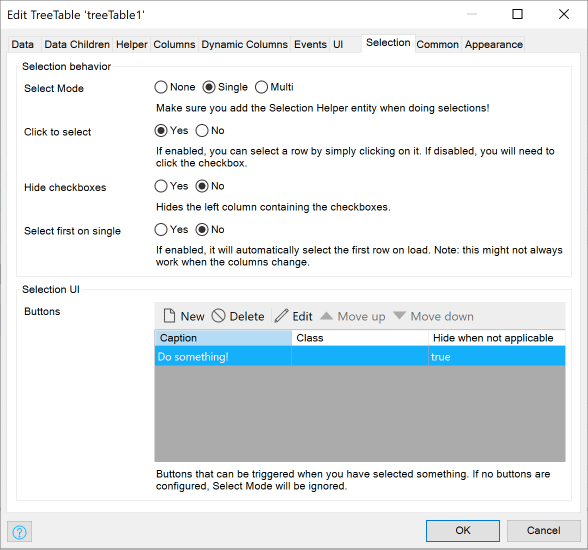 Edit TreeTable 'treeTable1'
Data Data Children Helper Columns Dynamic Columns Events UI Selection Common Appearance
Selection behavior
Select Mode None Single Multi
Make sure you add the Selection Helper entity when doing selections!
Click to select Yes No
If enabled, you can select a row by simply clicking on it. If disabled, you will need to
click the checkbox.
Hide checkboxes Yes No
Hides the left column containing the checkboxes.
Select first on single Yes No
If enabled, it will automatically select the first row on load. Note: this might not always
work when the columns change.
Selection UI
Buttons New Delete Edit Move up Move down
Caption Class Hide when not applicable
Do something! true
Buttons that can be triggered when you have selected something. If no buttons are
configured, Select Mode will be ignored.
? OK Cancel